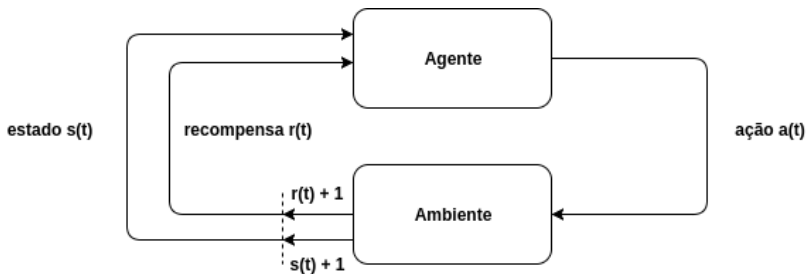 Agente
estado s(t)
recompensa r(t)
ação a(t)
r(t) + 1
Ambiente
s(t) + 1